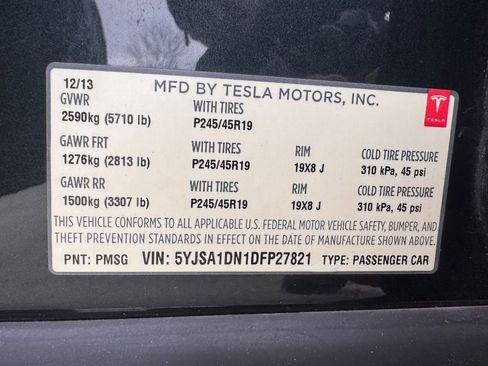 12/13 MFD BY TESLA MOTORS, INC.
GVWR WITH TIRES
2590kg (5710 lb) P245/45R19
TESLA
GAWR FRT WITH TIRES RIM COLD TIRE PRESSURE
1276kg (2813 lb) P245/45R19 19X8 J 310 kPa, 45 psi
GAWR RR WITH TIRES RIM COLD TIRE PRESSURE
1500kg (3307 lb) P245/45R19 19X8 J 310 kPa, 45 psi
THIS VEHICLE CONFORMS TO ALL APPLICABLE U.S. FEDERAL MOTOR VEHICLE SAFETY, BUMPER, AND
THEFT PREVENTION STANDARDS IN EFFECT ON THE DATE OF MANUFACTURE SHOWN ABOVE.
PNT: PMSG VIN: 5YJSA1DN1DFP27821 TYPE: PASSENGER CAR